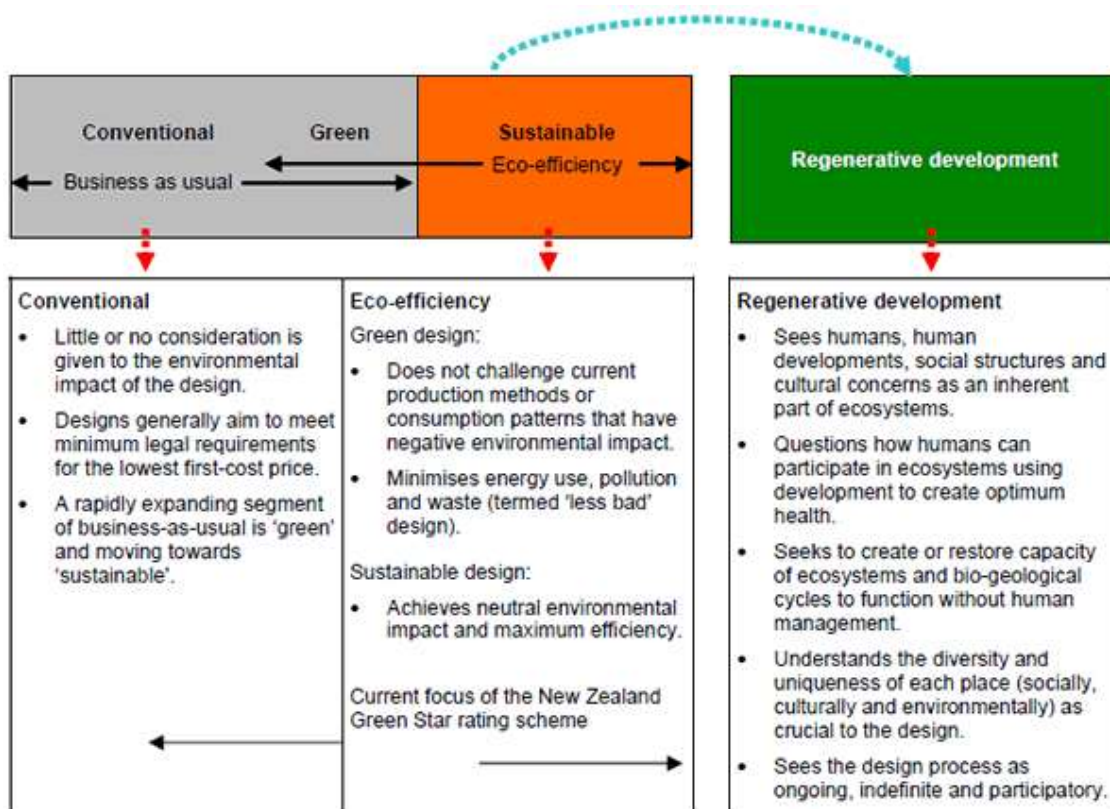 Conventional
Green
Business as usual
Sustainable
Eco-efficiency
Regenerative development
Conventional
• Little or no consideration is
given to the environmental
impact of the design.
• Designs generally aim to meet
minimum legal requirements
for the lowest first-cost price.
• A rapidly expanding segment
of business-as-usual is ‘green’
and moving towards
‘sustainable’.
Eco-efficiency
Green design:
• Does not challenge current
production methods or
consumption patterns that have
negative environmental impact.
• Minimises energy use, pollution
and waste (termed ‘less bad’
design).
Sustainable design:
• Achieves neutral environmental
impact and maximum efficiency.
Current focus of the New Zealand
Green Star rating scheme
Regenerative development
• Sees humans, human
developments, social structures and
cultural concerns as an inherent
part of ecosystems.
• Questions how humans can
participate in ecosystems using
development to create optimum
health.
• Seeks to create or restore capacity
of ecosystems and bio-geological
cycles to function without human
management.
• Understands the diversity and
uniqueness of each place (socially,
culturally and environmentally) as
crucial to the design.
• Sees the design process as
ongoing, indefinite and participatory.